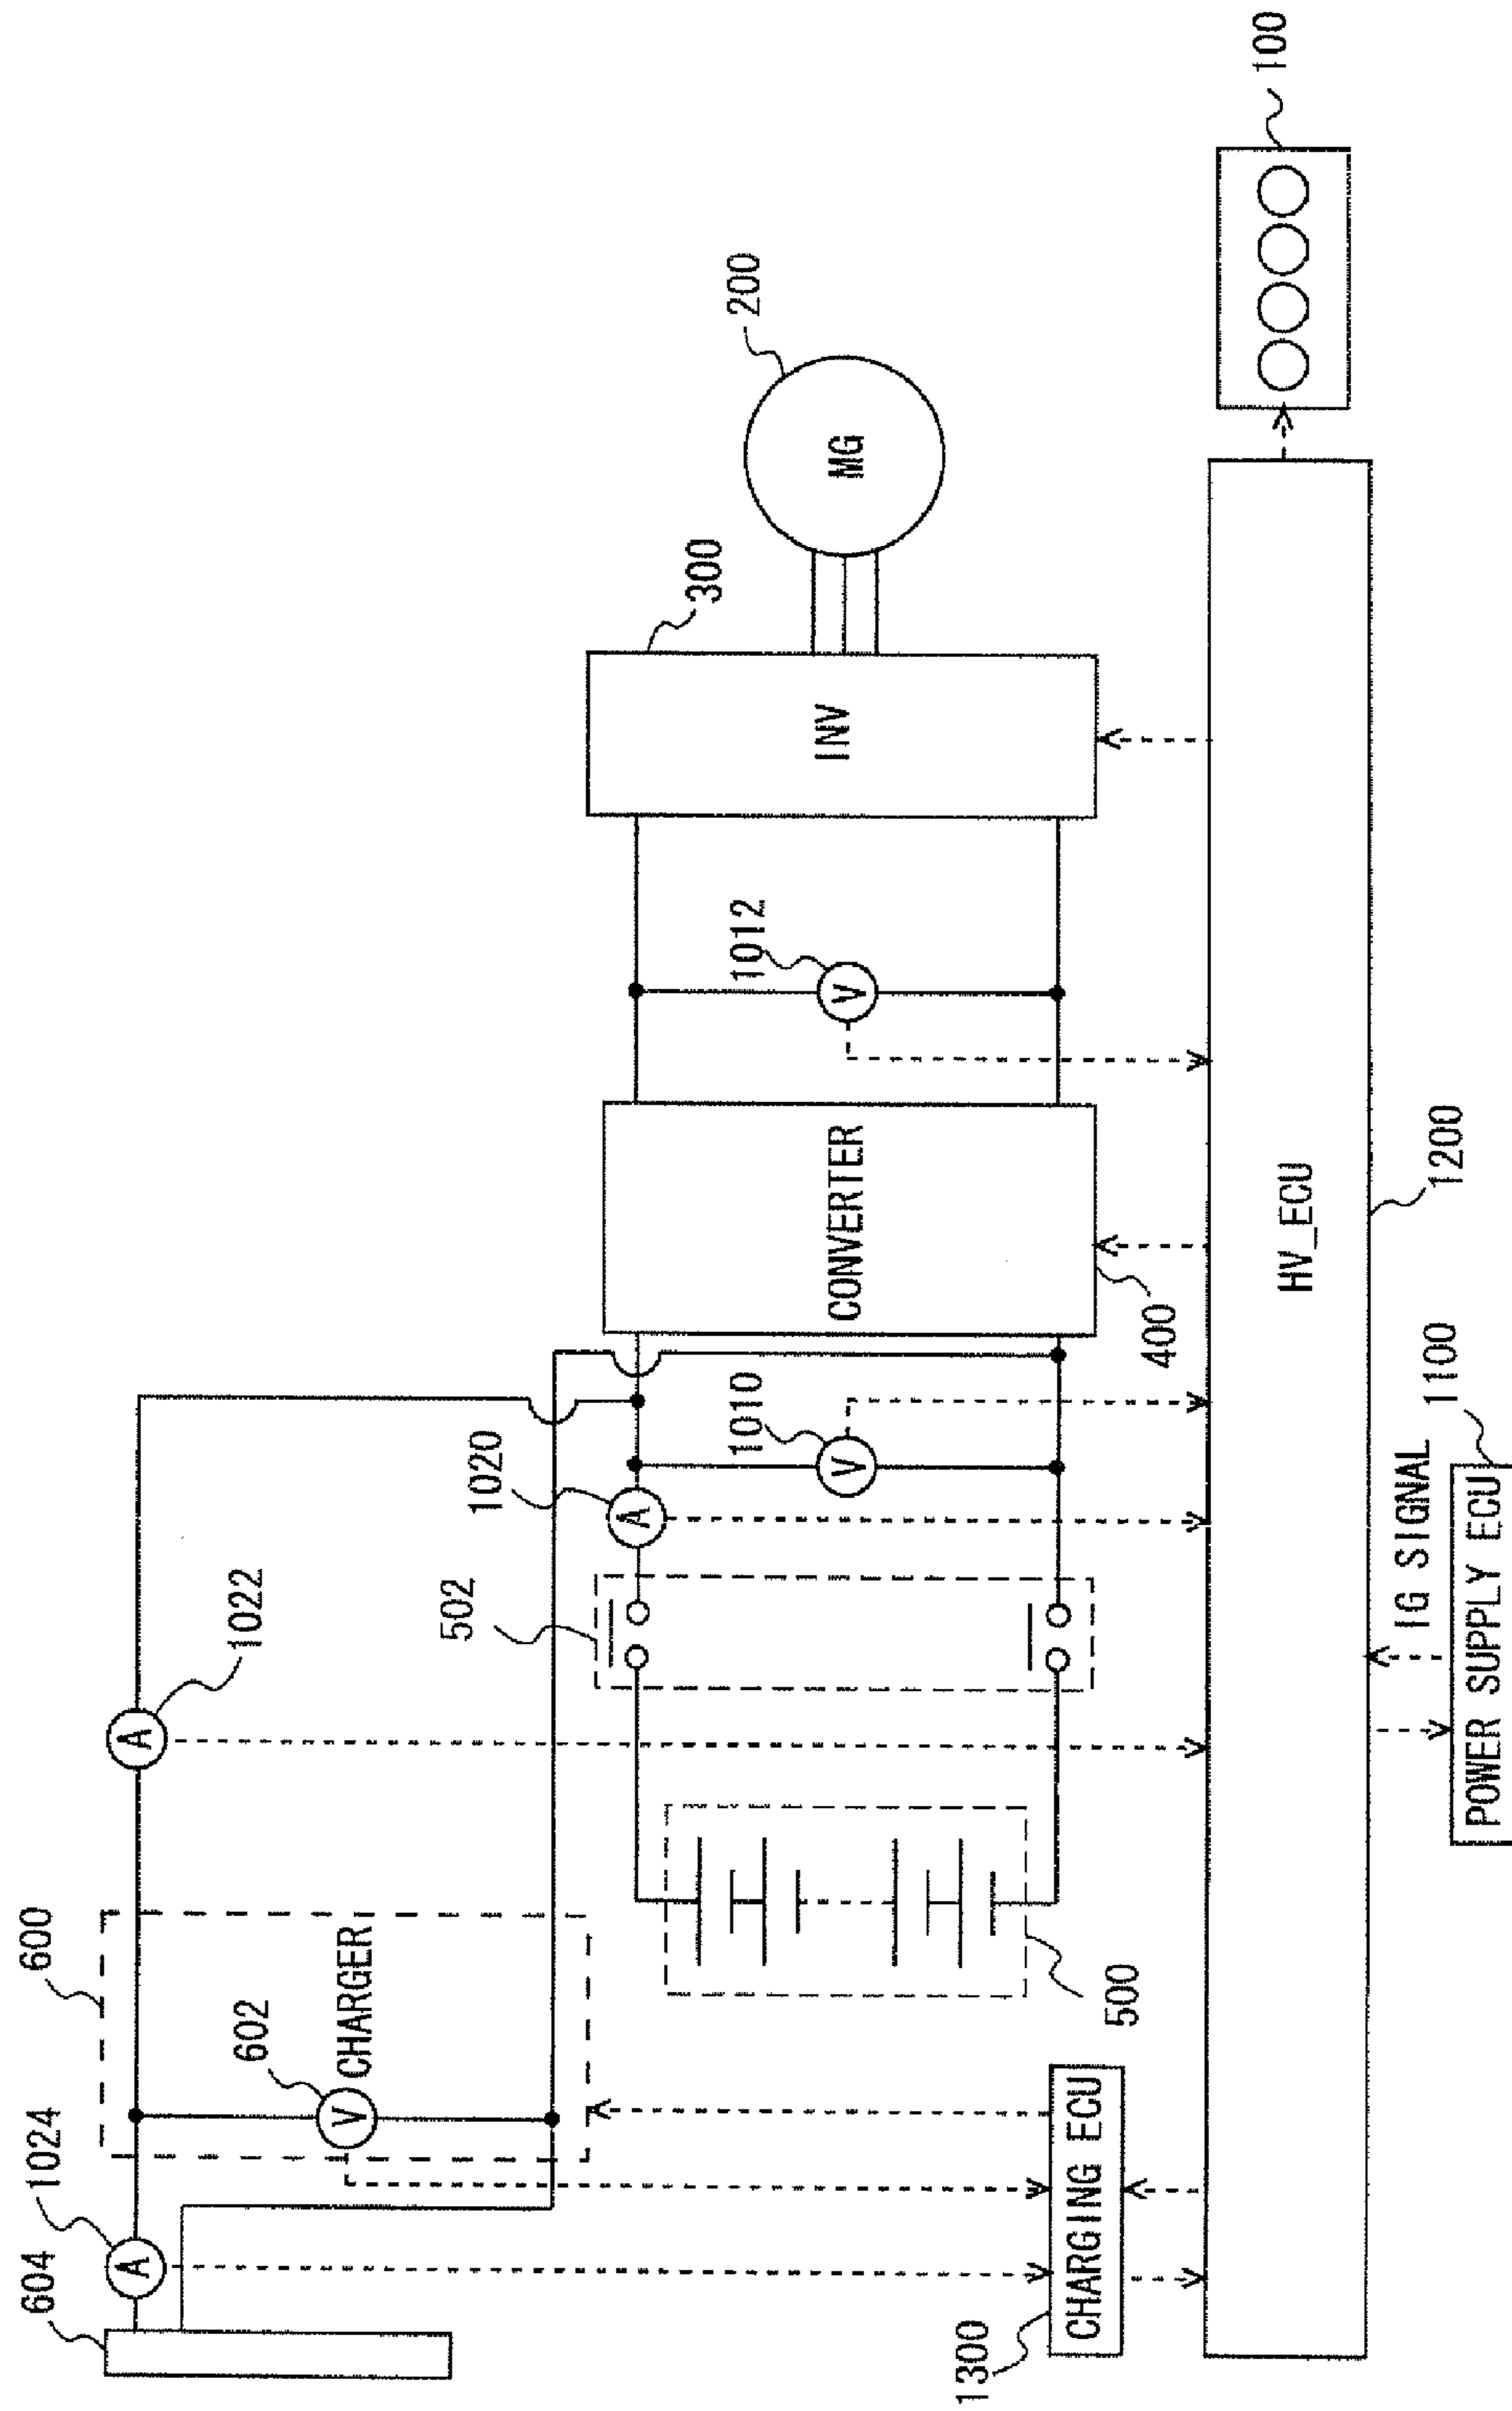 604
1024
A
602
V
CHARGER
600
1022
A
1020
A
502
500
1010
V
CONVERTER
400
1012
V
INV
300
MG
200
100
1300
CHARGING ECU
HV_ECU
1200
IG SIGNAL
POWER SUPPLY ECU
1100